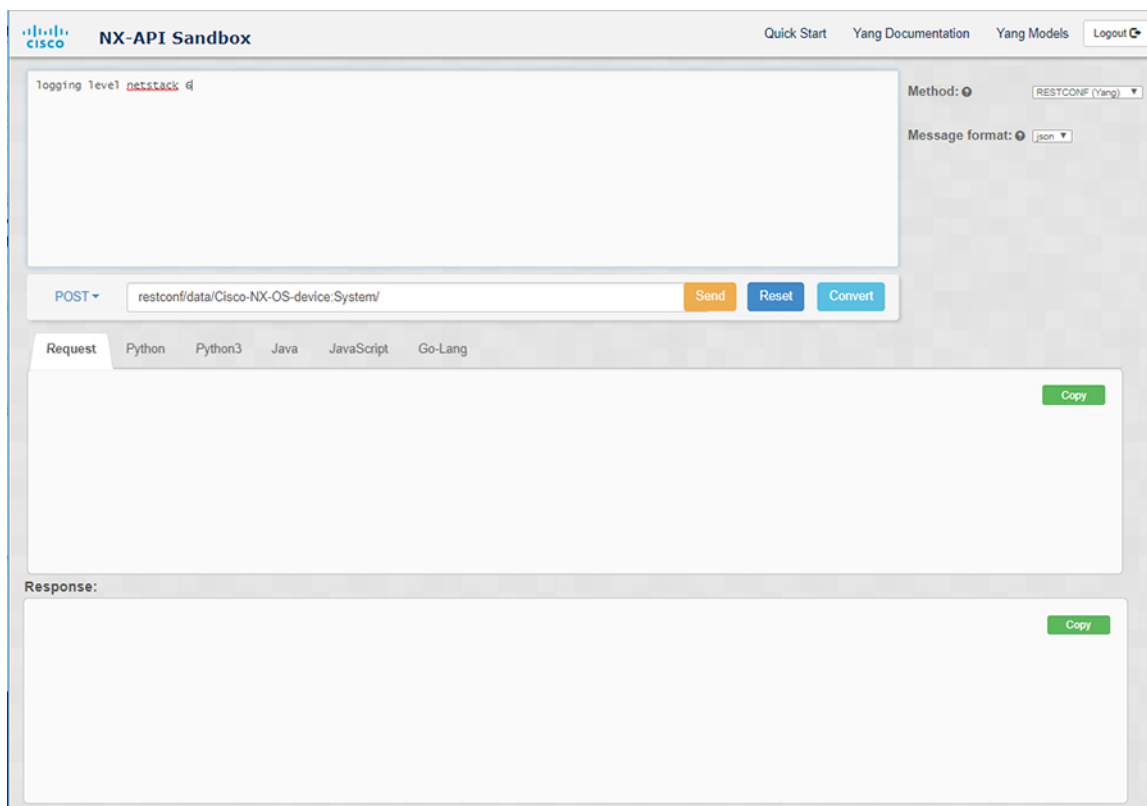 cisco NX-API Sandbox Quick Start Yang Documentation Yang Models Logout
logging level netstack 6
Method: RESTCONF (Yang)
Message format: json
POST restconf/data/Cisco-NX-OS-device:System/ Send Reset Convert
Request Python Python3 Java JavaScript Go-Lang
Copy
Response:
Copy